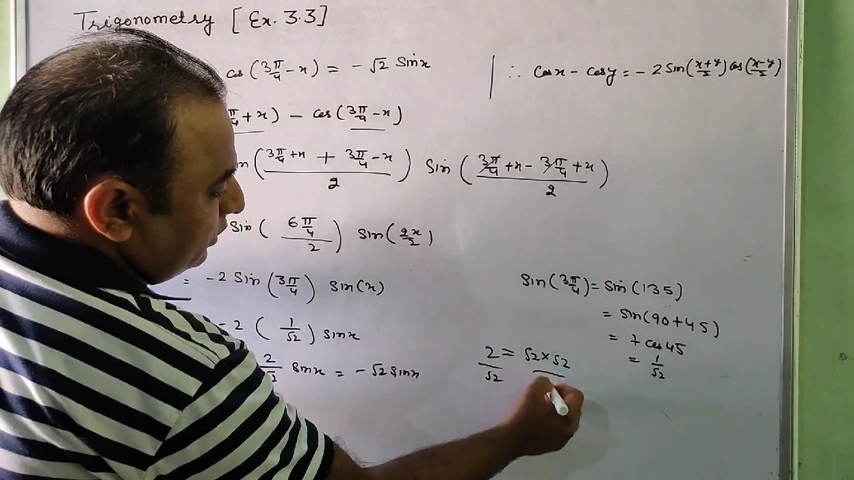 Trigonometry [Ex. 3.3]
cos (3π/4 - x) = - √2 Sinx
∴ Cosx - Cosy = - 2 Sin(x+y/2) cos(x-y/2)
π/4 + x) - cos (3π/4 - x)
in (3π/4 + x + 3π/4 - x / 2) Sin (3π/4 + x - 3π/4 + x / 2)
Sin ( 6π/4 / 2 ) Sin(2x/2)
= -2 Sin (3π/4) Sin(x)
Sin(3π/4) = Sin(135)
-2 ( 1/√2 ) Sinx
= Sin(90+45)
= + cos 45
2/√2 Sinx = - √2 Sinx
2/√2 = √2 × √2
= 1/√2